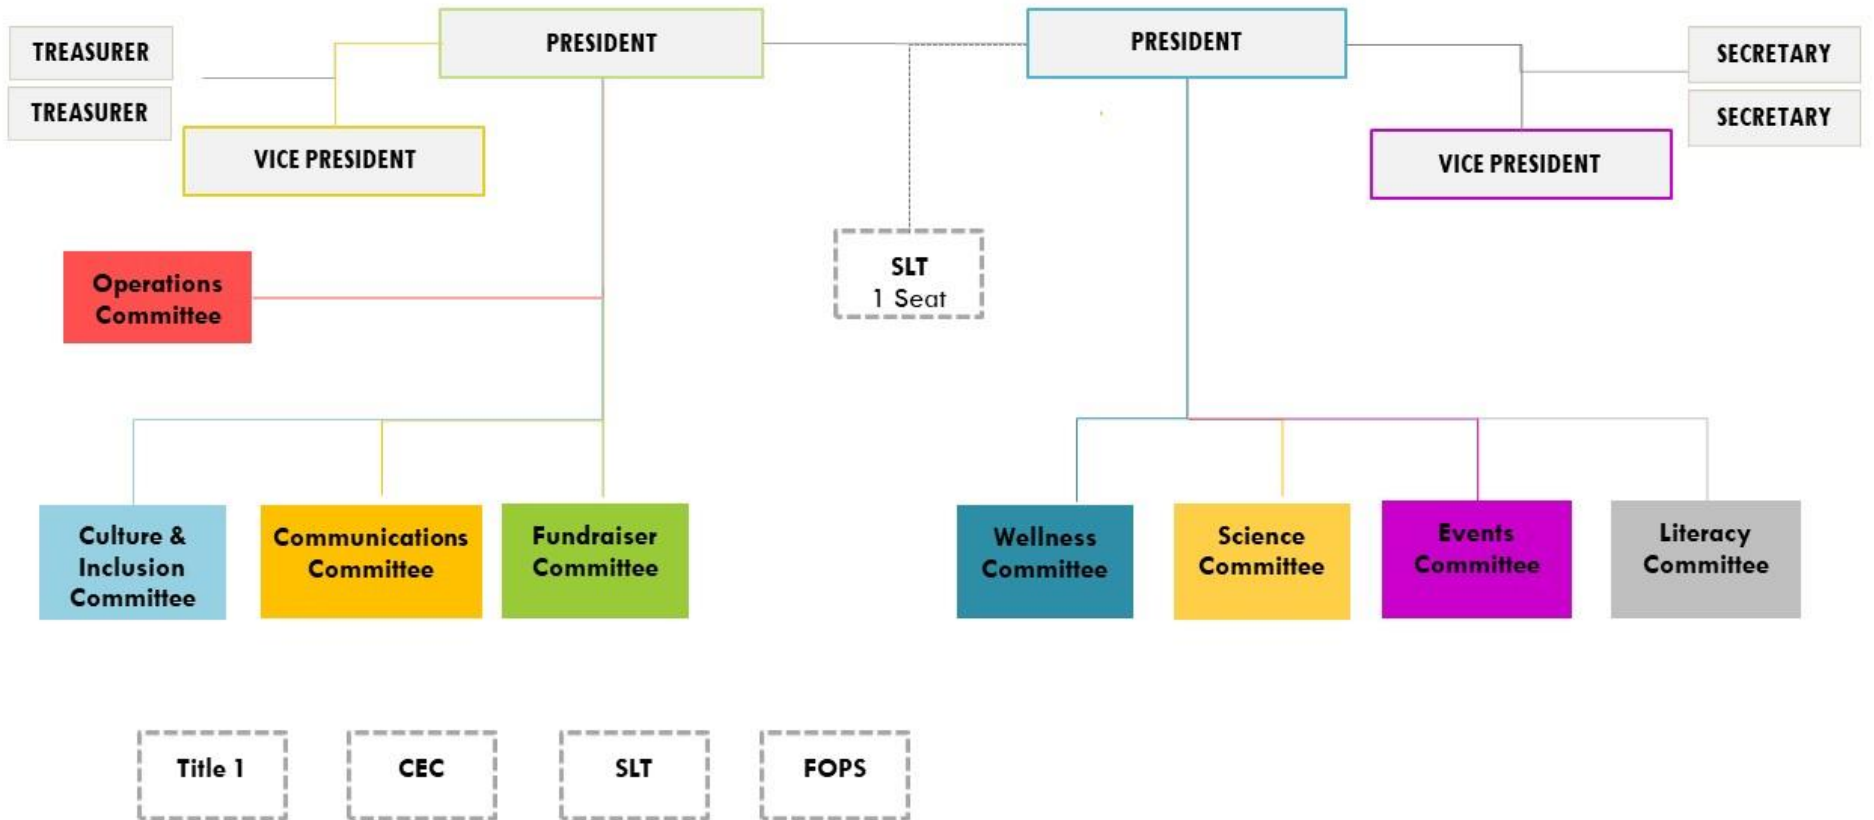 TREASURER
TREASURER
PRESIDENT
PRESIDENT
SECRETARY
SECRETARY
VICE PRESIDENT
VICE PRESIDENT
SLT
1 Seat
Operations
Committee
Culture &
Inclusion
Committee
Communications
Committee
Fundraiser
Committee
Wellness
Committee
Science
Committee
Events
Committee
Literacy
Committee
Title 1
CEC
SLT
FOPS